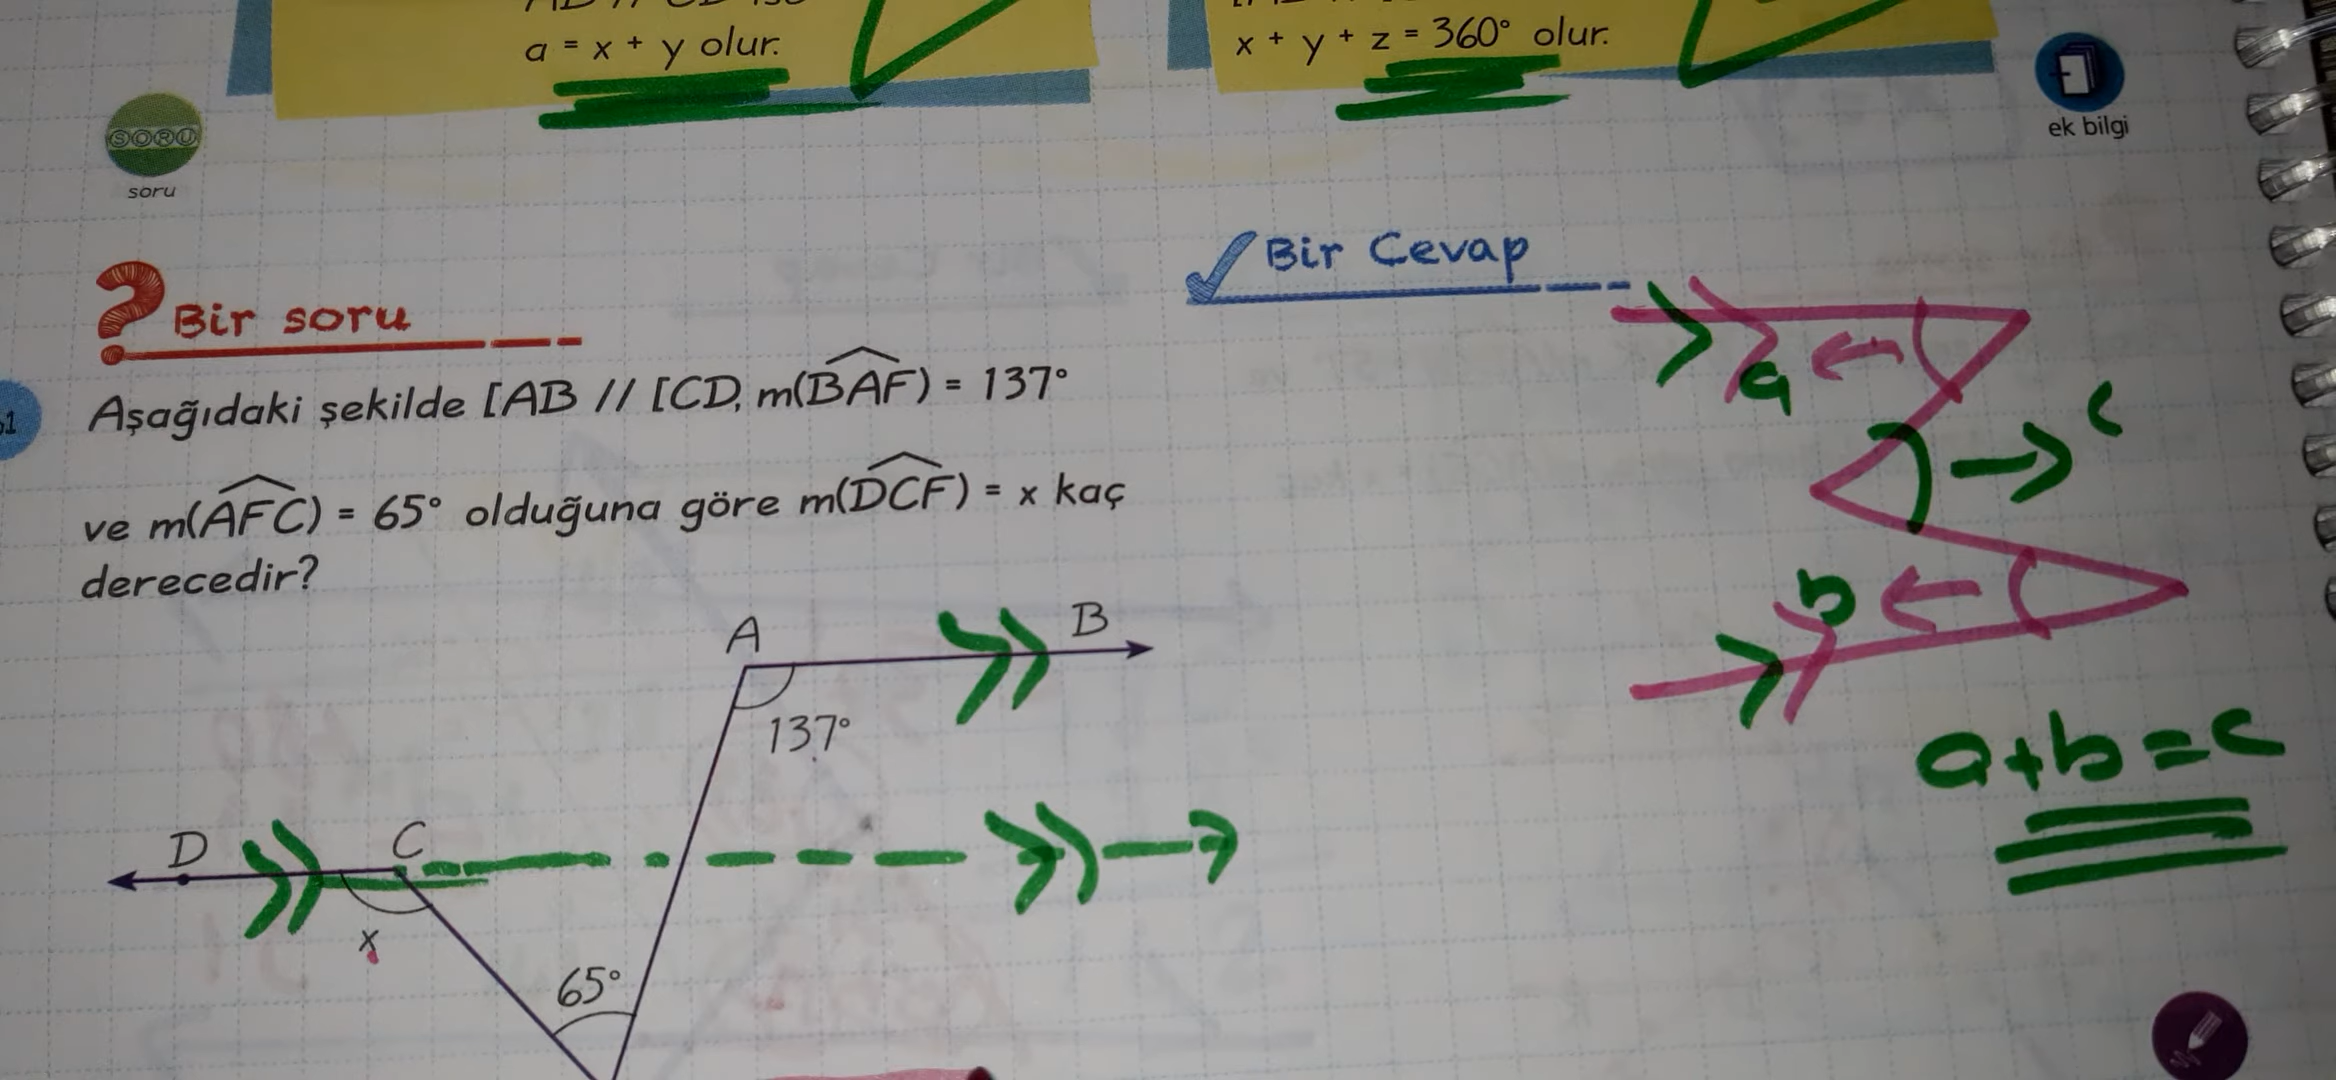 a = x + y olur.
x + y + z = 360° olur.
ek bilgi
SORU
soru
Bir soru
Bir Cevap
Aşağıdaki şekilde [AB // [CD, m(BAF) = 137°
ve m(AFC) = 65° olduğuna göre m(DCF) = x kaç
derecedir?
a
c
b
a+b=c
A
B
137°
D
C
x
65°